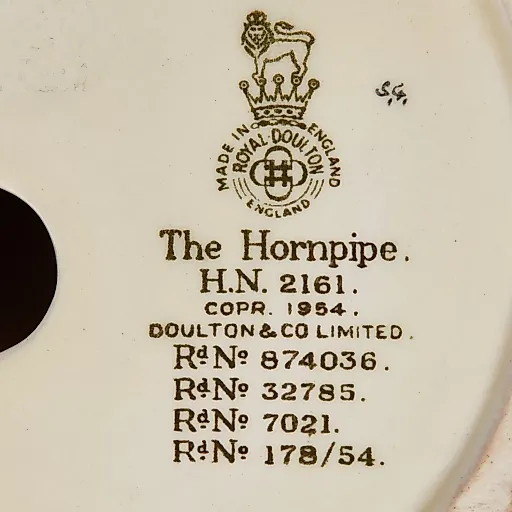 S.G.
MADE IN ENGLAND
ROYAL·DOULTON
ENGLAND
The Hornpipe.
H.N. 2161.
COPR. 1954.
DOULTON & CO LIMITED.
Rd. No. 874036.
Rd. No. 32785.
Rd. No. 7021.
Rd. No. 178/54.